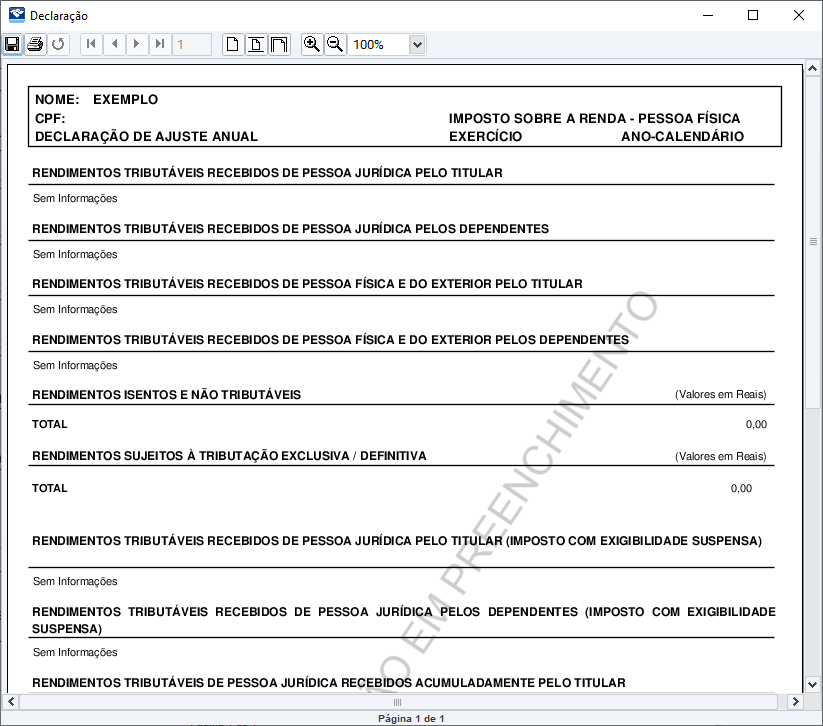 Declaração
1
100%
NOME: EXEMPLO
CPF:
IMPOSTO SOBRE A RENDA - PESSOA FÍSICA
DECLARAÇÃO DE AJUSTE ANUAL
EXERCÍCIO ANO-CALENDÁRIO
RENDIMENTOS TRIBUTÁVEIS RECEBIDOS DE PESSOA JURÍDICA PELO TITULAR
Sem Informações
RENDIMENTOS TRIBUTÁVEIS RECEBIDOS DE PESSOA JURÍDICA PELOS DEPENDENTES
Sem Informações
RENDIMENTOS TRIBUTÁVEIS RECEBIDOS DE PESSOA FÍSICA E DO EXTERIOR PELO TITULAR
Sem Informações
RENDIMENTOS TRIBUTÁVEIS RECEBIDOS DE PESSOA FÍSICA E DO EXTERIOR PELOS DEPENDENTES
Sem Informações
RENDIMENTOS ISENTOS E NÃO TRIBUTÁVEIS (Valores em Reais)
TOTAL 0,00
RENDIMENTOS SUJEITOS À TRIBUTAÇÃO EXCLUSIVA / DEFINITIVA (Valores em Reais)
TOTAL 0,00
RENDIMENTOS TRIBUTÁVEIS RECEBIDOS DE PESSOA JURÍDICA PELO TITULAR (IMPOSTO COM EXIGIBILIDADE SUSPENSA)
Sem Informações
RENDIMENTOS TRIBUTÁVEIS RECEBIDOS DE PESSOA JURÍDICA PELOS DEPENDENTES (IMPOSTO COM EXIGIBILIDADE
SUSPENSA)
Sem Informações
RENDIMENTOS TRIBUTÁVEIS DE PESSOA JURÍDICA RECEBIDOS ACUMULADAMENTE PELO TITULAR
EM PREENCHIMENTO
Página 1 de 1